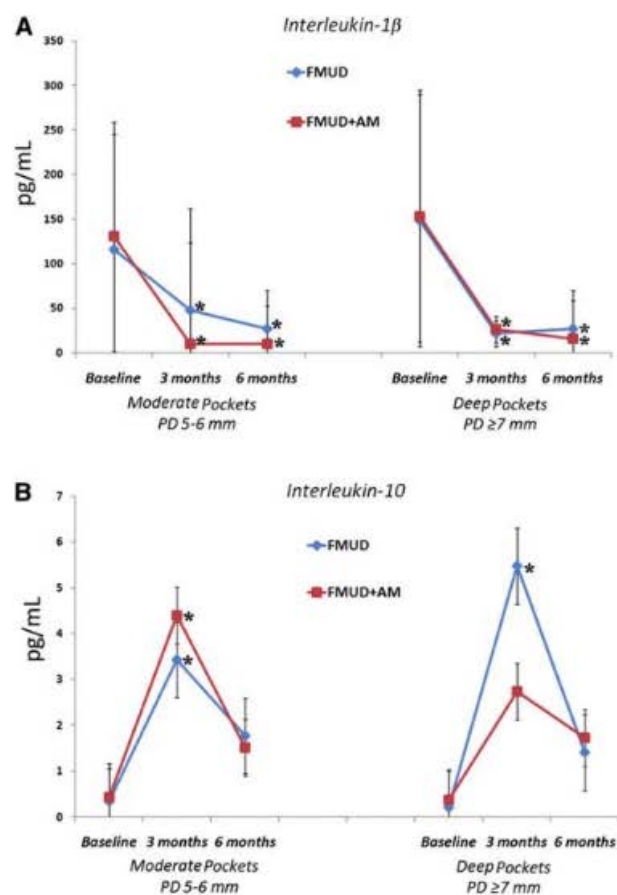 A
Interleukin-1β
FMUD
FMUD+AM
pg/mL
350
300
250
200
150
100
50
0
*
*
*
*
*
*
*
*
Baseline 3 months 6 months Baseline 3 months 6 months
Moderate Pockets Deep Pockets
PD 5-6 mm PD ≥7 mm
B
Interleukin-10
FMUD
FMUD+AM
pg/mL
7
6
5
4
3
2
1
0
*
*
*
Baseline 3 months 6 months Baseline 3 months 6 months
Moderate Pockets Deep Pockets
PD 5-6 mm PD ≥7 mm